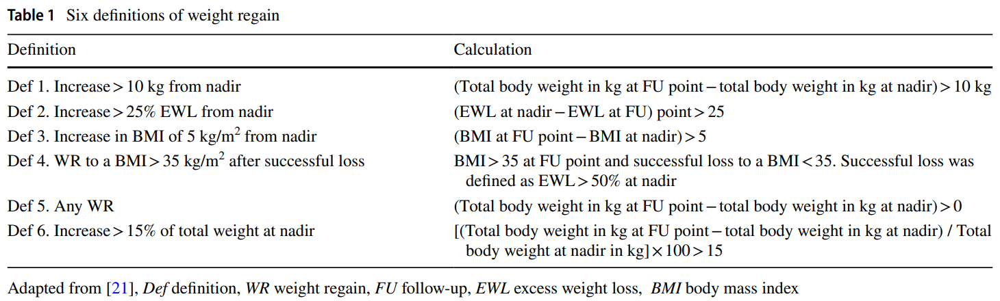 Table 1 Six definitions of weight regain
Definition Calculation
Def 1. Increase > 10 kg from nadir (Total body weight in kg at FU point − total body weight in kg at nadir) > 10 kg
Def 2. Increase > 25% EWL from nadir (EWL at nadir − EWL at FU) point > 25
Def 3. Increase in BMI of 5 kg/m² from nadir (BMI at FU point − BMI at nadir) > 5
Def 4. WR to a BMI > 35 kg/m² after successful loss BMI > 35 at FU point and successful loss to a BMI < 35. Successful loss was
defined as EWL > 50% at nadir
Def 5. Any WR (Total body weight in kg at FU point − total body weight in kg at nadir) > 0
Def 6. Increase > 15% of total weight at nadir [(Total body weight in kg at FU point − total body weight in kg at nadir) / Total
body weight at nadir in kg] × 100 > 15
Adapted from [21], Def definition, WR weight regain, FU follow-up, EWL excess weight loss, BMI body mass index